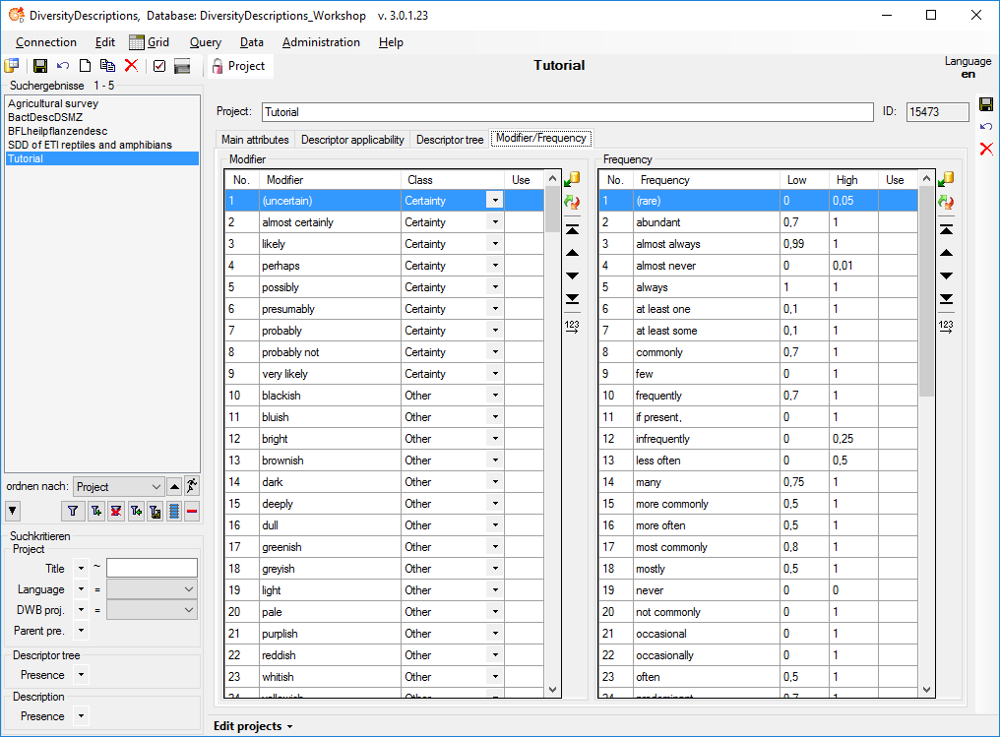 DiversityDescriptions, Database: DiversityDescriptions_Workshop v. 3.0.1.23
Connection Edit Grid Query Data Administration Help
Project Tutorial Language
en
Suchergebnisse 1 - 5
Agricultural survey
BactDescDSMZ
BFLheilpflanzendesc
SDD of ETI reptiles and amphibians
Tutorial
ordnen nach: Project
~
Suchkritieren
Project
Title ~
Language =
DWB proj. =
Parent pre.
Descriptor tree
Presence
Description
Presence
Project: Tutorial ID: 15473
Main attributes Descriptor applicability Descriptor tree Modifier/Frequency
Modifier
No. Modifier Class Use
1 (uncertain) Certainty
2 almost certainly Certainty
3 likely Certainty
4 perhaps Certainty
5 possibly Certainty
6 presumably Certainty
7 probably Certainty
8 probably not Certainty
9 very likely Certainty
10 blackish Other
11 bluish Other
12 bright Other
13 brownish Other
14 dark Other
15 deeply Other
16 dull Other
17 greenish Other
18 greyish Other
19 light Other
20 pale Other
21 purplish Other
22 reddish Other
23 whitish Other
24 yellowish Other
123
Frequency
No. Frequency Low High Use
1 (rare) 0 0,05
2 abundant 0,7 1
3 almost always 0,99 1
4 almost never 0 0,01
5 always 1 1
6 at least one 0,1 1
7 at least some 0,1 1
8 commonly 0,7 1
9 few 0 1
10 frequently 0,7 1
11 if present, 0 1
12 infrequently 0 0,25
13 less often 0 0,5
14 many 0,75 1
15 more commonly 0,5 1
16 more often 0,5 1
17 most commonly 0,8 1
18 mostly 0,5 1
19 never 0 0
20 not commonly 0 1
21 occasional 0 1
22 occasionally 0 1
23 often 0,5 1
24 predominant 0,7 1
123
Edit projects